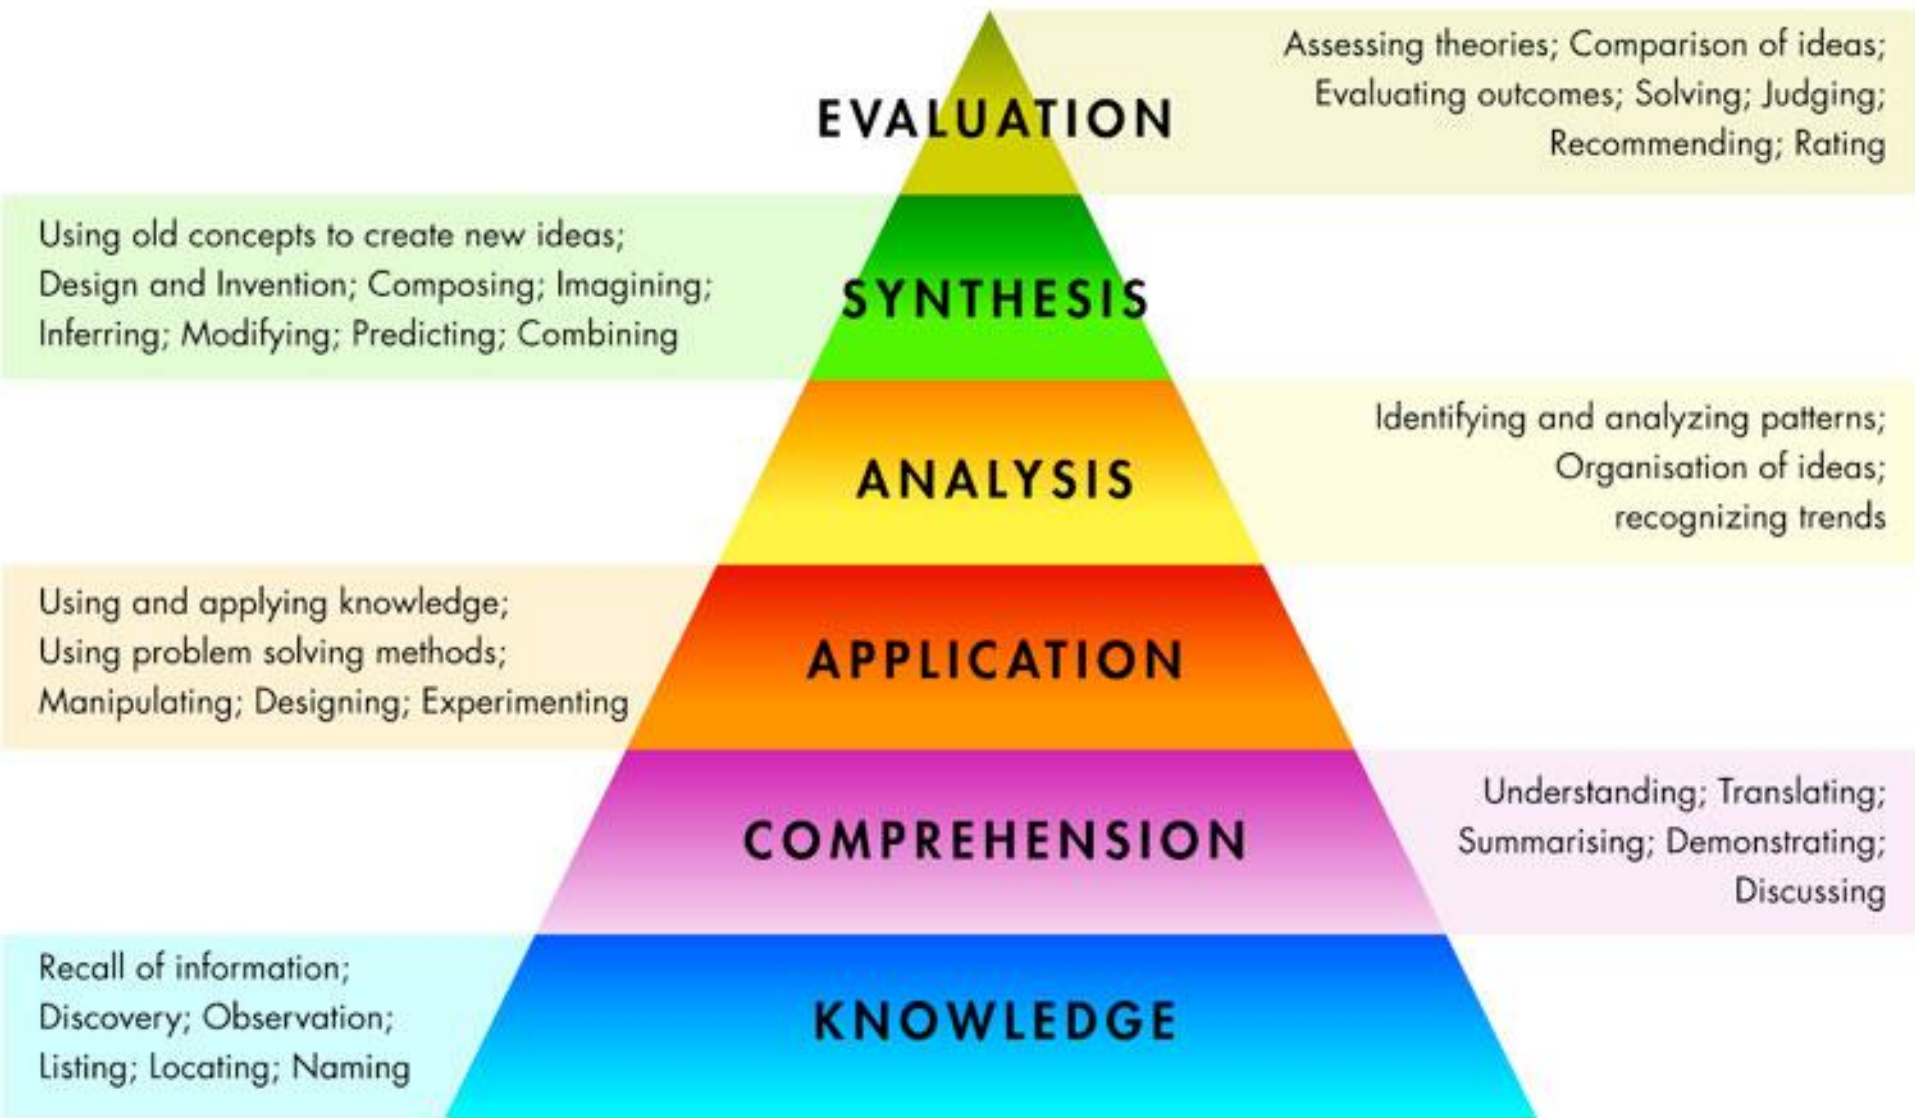 EVALUATION
Assessing theories; Comparison of ideas;
Evaluating outcomes; Solving; Judging;
Recommending; Rating
Using old concepts to create new ideas;
Design and Invention; Composing; Imagining;
Inferring; Modifying; Predicting; Combining
SYNTHESIS
ANALYSIS
Identifying and analyzing patterns;
Organisation of ideas;
recognizing trends
Using and applying knowledge;
Using problem solving methods;
Manipulating; Designing; Experimenting
APPLICATION
COMPREHENSION
Understanding; Translating;
Summarising; Demonstrating;
Discussing
Recall of information;
Discovery; Observation;
Listing; Locating; Naming
KNOWLEDGE